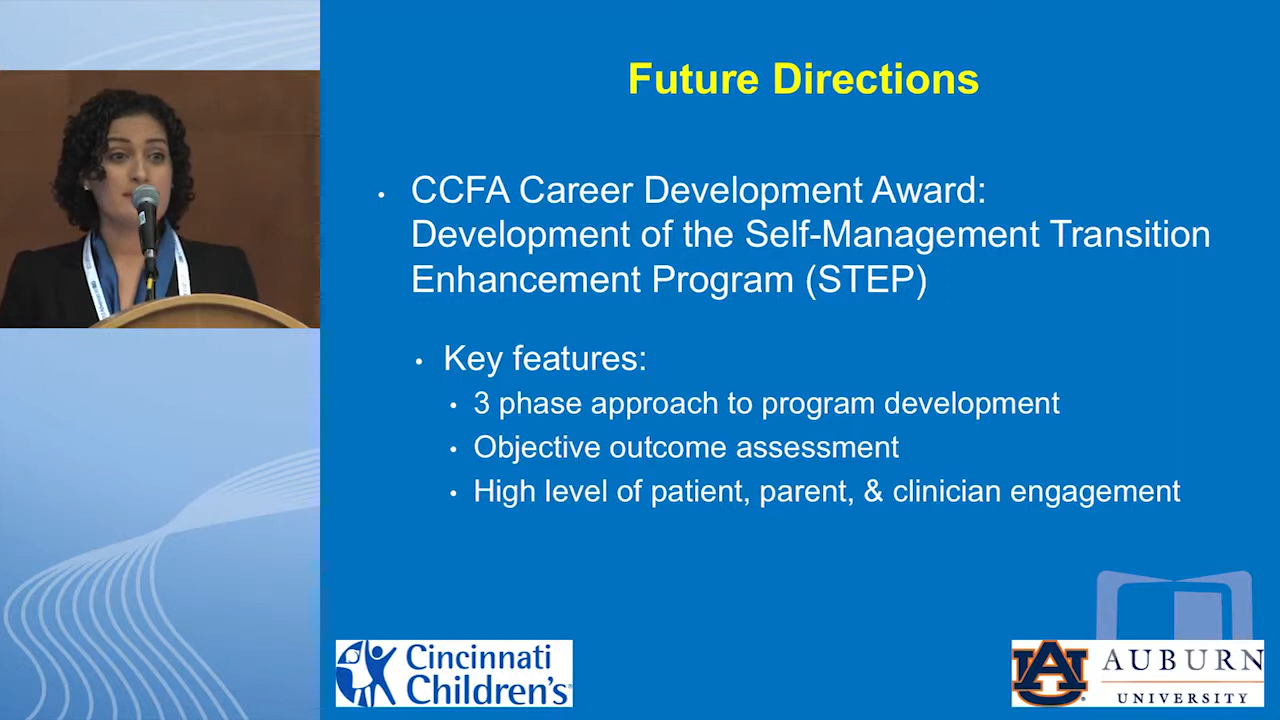 Future Directions
• CCFA Career Development Award:
Development of the Self-Management Transition
Enhancement Program (STEP)
• Key features:
• 3 phase approach to program development
• Objective outcome assessment
• High level of patient, parent, & clinician engagement
Cincinnati
Children's
AU
AUBURN
UNIVERSITY